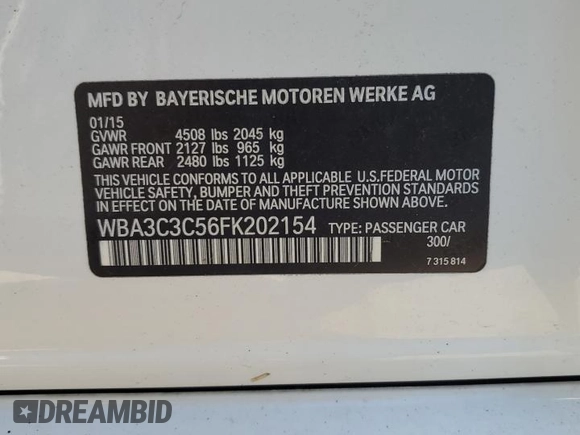 MFD BY BAYERISCHE MOTOREN WERKE AG
01/15
GVWR 4508 lbs 2045 kg
GAWR FRONT 2127 lbs 965 kg
GAWR REAR 2480 lbs 1125 kg
THIS VEHICLE CONFORMS TO ALL APPLICABLE U.S.FEDERAL MOTOR
VEHICLE SAFETY, BUMPER AND THEFT PREVENTION STANDARDS
IN EFFECT ON THE DATE OF MANUFACTURE SHOWN ABOVE.
WBA3C3C56FK202154 TYPE: PASSENGER CAR
300/
7 315 814
DREAMBID